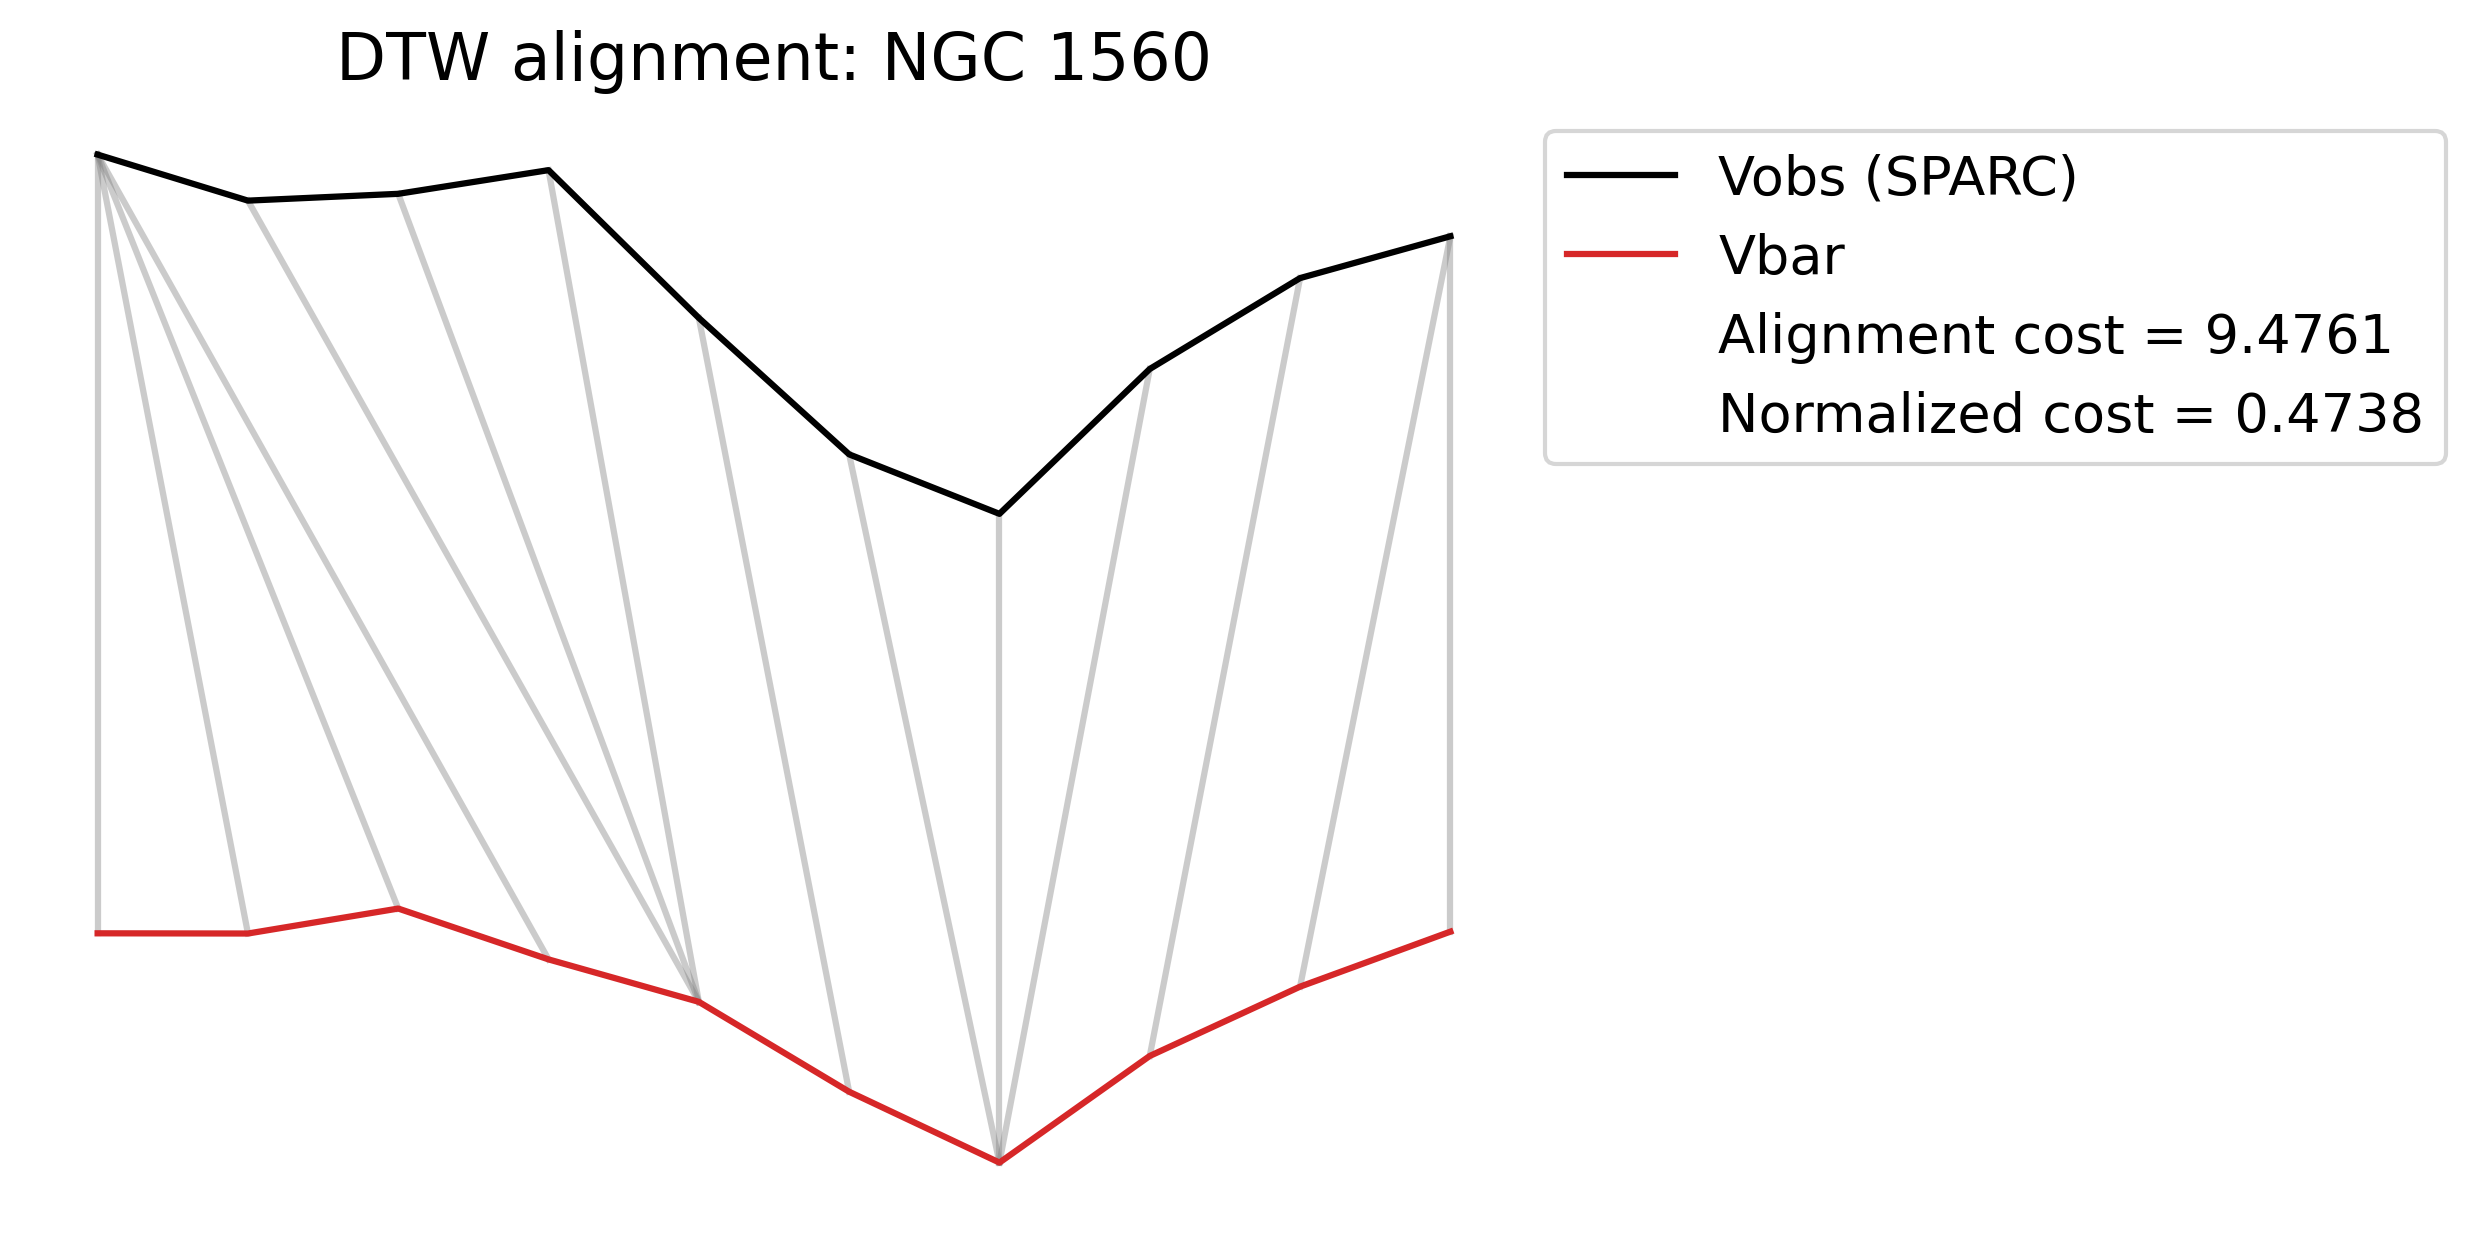 DTW alignment: NGC 1560
Vobs (SPARC)
Vbar
Alignment cost = 9.4761
Normalized cost = 0.4738